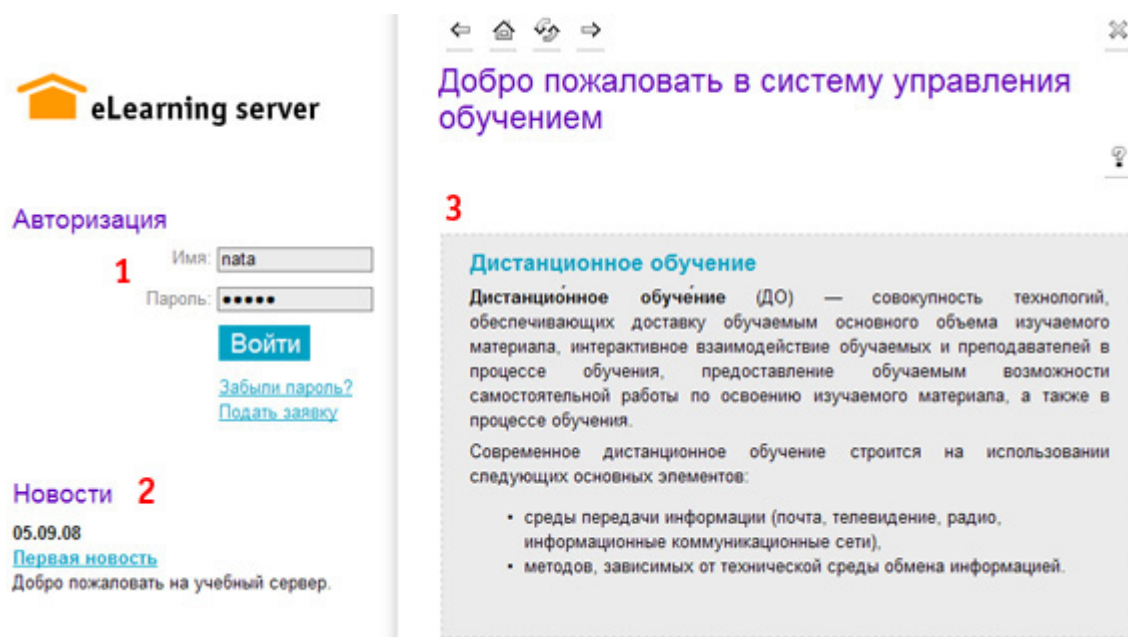 eLearning server
Авторизация
1
Имя: nata
Пароль: •••••
Войти
Забыли пароль?
Подать заявку
Новости 2
05.09.08
Первая новость
Добро пожаловать на учебный сервер.
Добро пожаловать в систему управления
обучением
?
3
Дистанционное обучение
Дистанцио́нное обуче́ние (ДО) — совокупность технологий,
обеспечивающих доставку обучаемым основного объема изучаемого
материала, интерактивное взаимодействие обучаемых и преподавателей в
процессе обучения, предоставление обучаемым возможности
самостоятельной работы по освоению изучаемого материала, а также в
процессе обучения.
Современное дистанционное обучение строится на использовании
следующих основных элементов:
• среды передачи информации (почта, телевидение, радио,
информационные коммуникационные сети),
• методов, зависимых от технической среды обмена информацией.